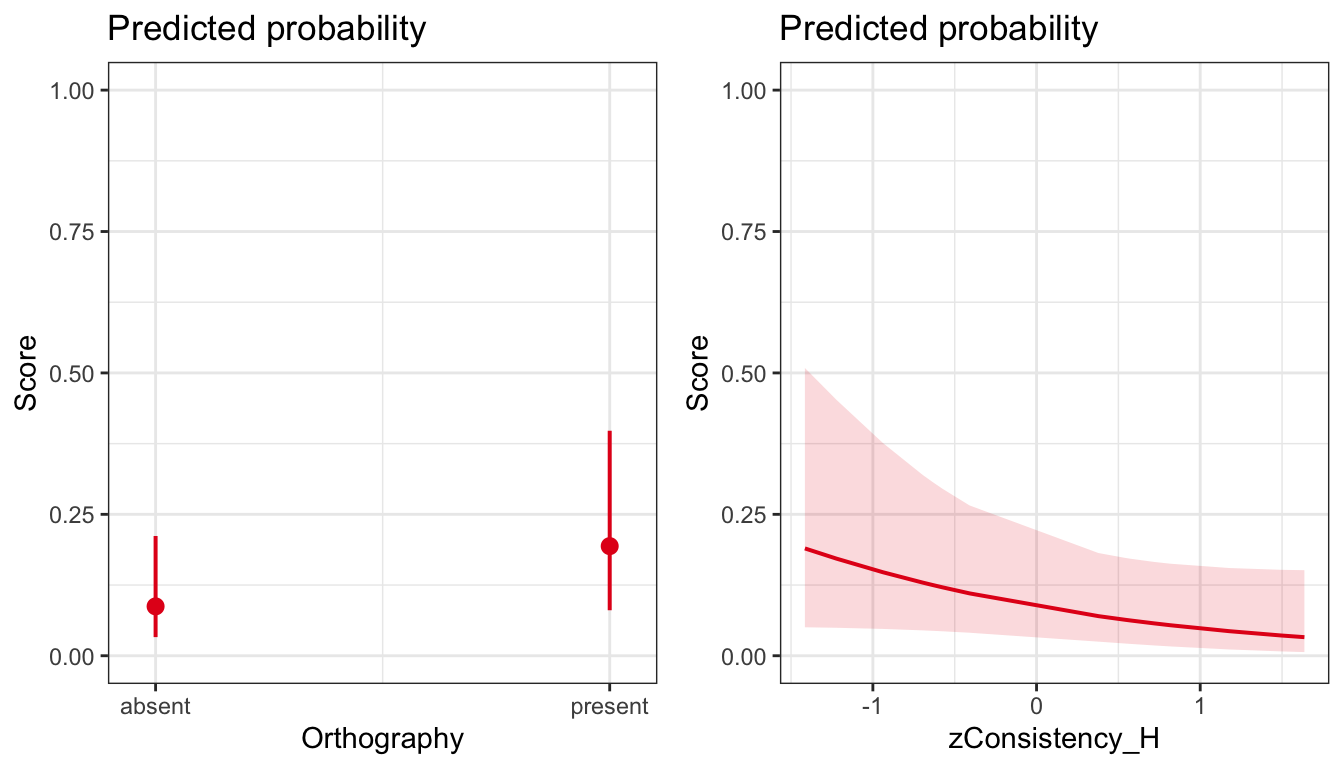 Predicted probability
Score
1.00
0.75
0.50
0.25
0.00
absent
present
Orthography
Predicted probability
Score
1.00
0.75
0.50
0.25
0.00
-1
0
1
zConsistency_H